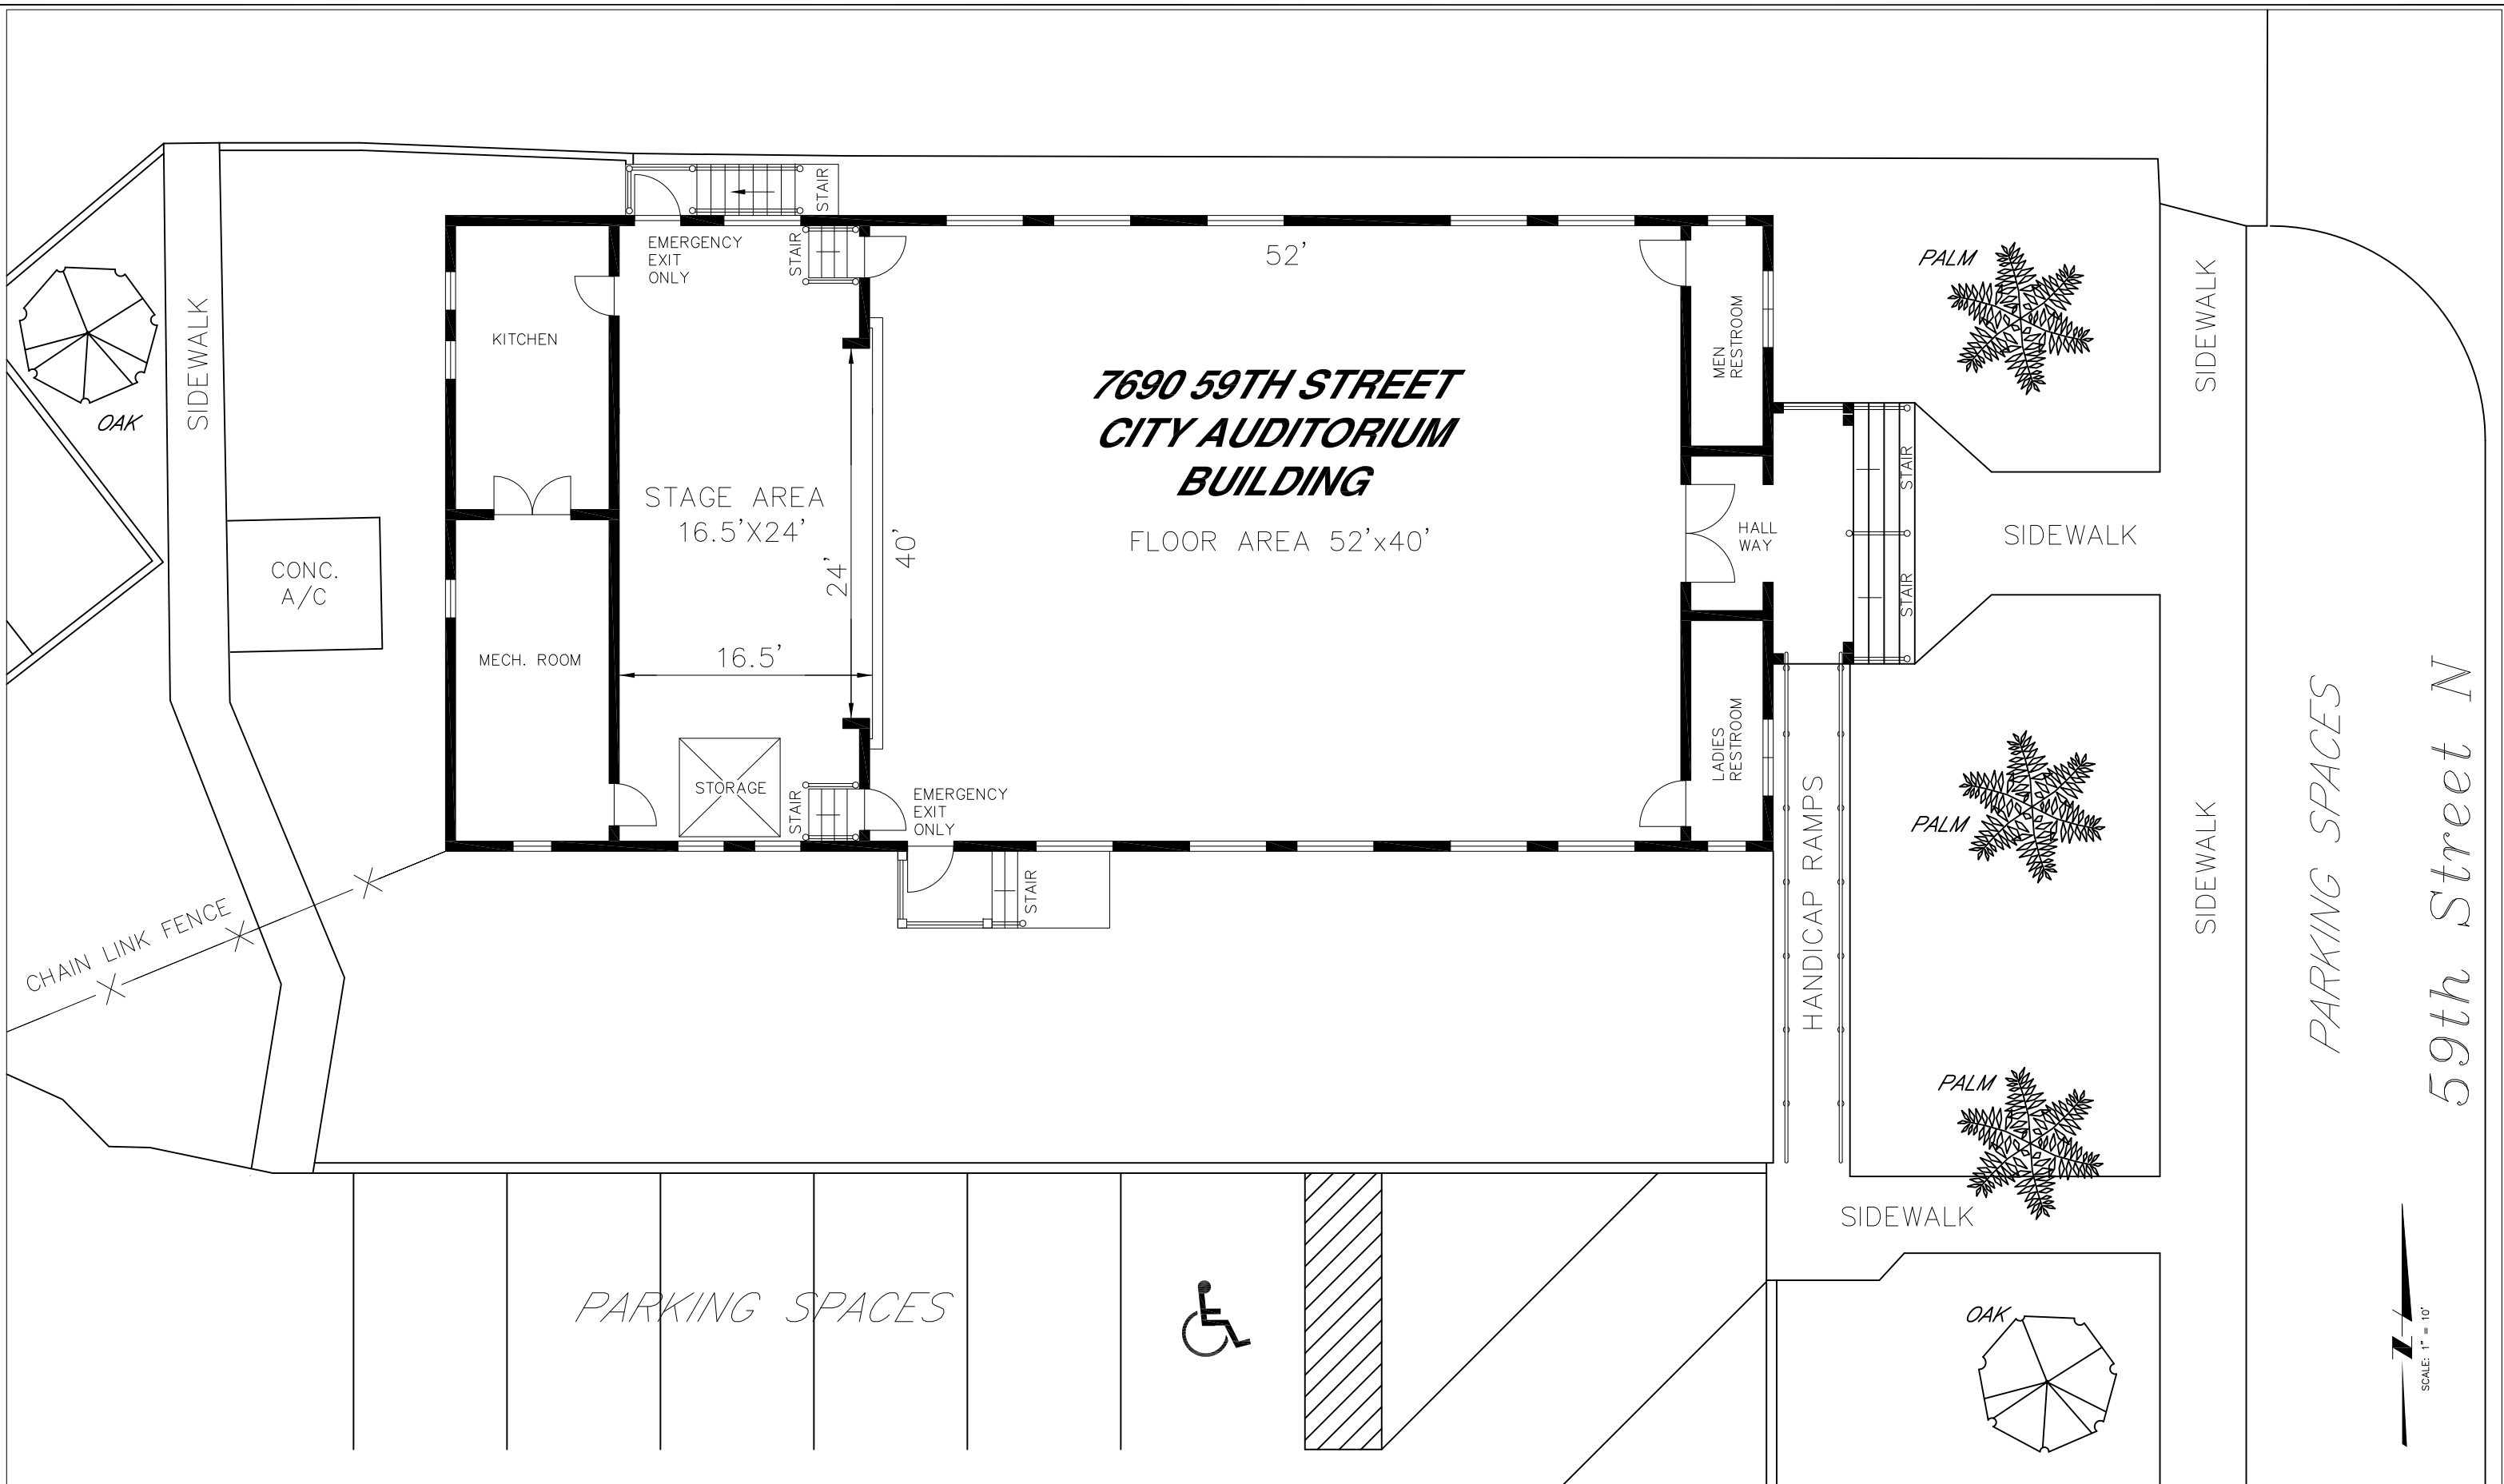 STAIR
EMERGENCY
EXIT
ONLY
STAIR
52'
PALM
SIDEWALK
SIDEWALK
OAK
KITCHEN
MEN
RESTROOM
7690 59TH STREET
CITY AUDITORIUM
BUILDING
FLOOR AREA 52'x40'
STAGE AREA
16.5'X24'
24'
40'
HALL
WAY
STAIR
STAIR
SIDEWALK
CONC.
A/C
MECH. ROOM
16.5'
STORAGE
STAIR
EMERGENCY
EXIT
ONLY
LADIES
RESTROOM
STAIR
HANDICAP RAMPS
PALM
SIDEWALK
PARKING SPACES
59th Street N
CHAIN LINK FENCE
PALM
SIDEWALK
PARKING SPACES
OAK
N
SCALE: 1" = 10'